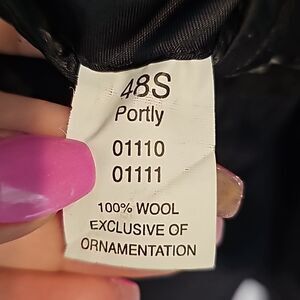 48S
Portly
01110
01111
100% WOOL
EXCLUSIVE OF
ORNAMENTATION